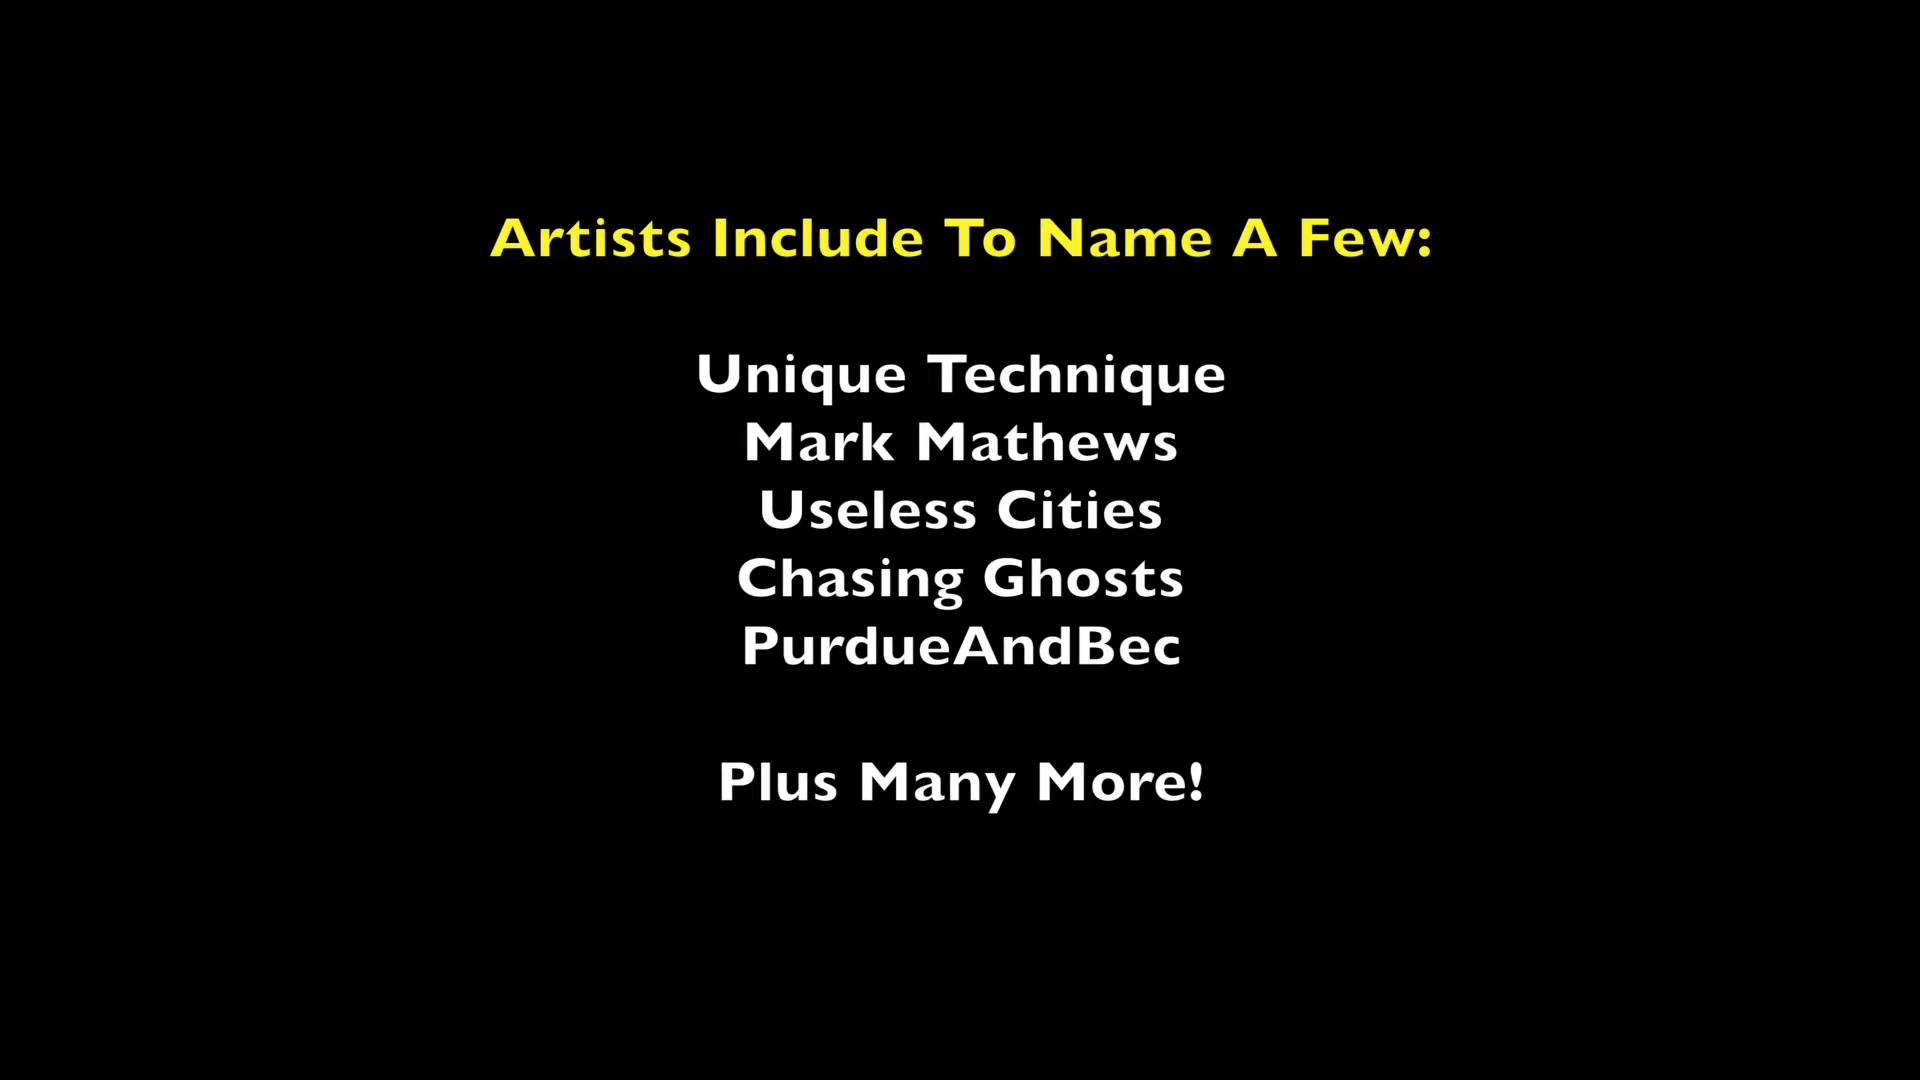 Artists Include To Name A Few:
Unique Technique
Mark Mathews
Useless Cities
Chasing Ghosts
PurdueAndBec
Plus Many More!